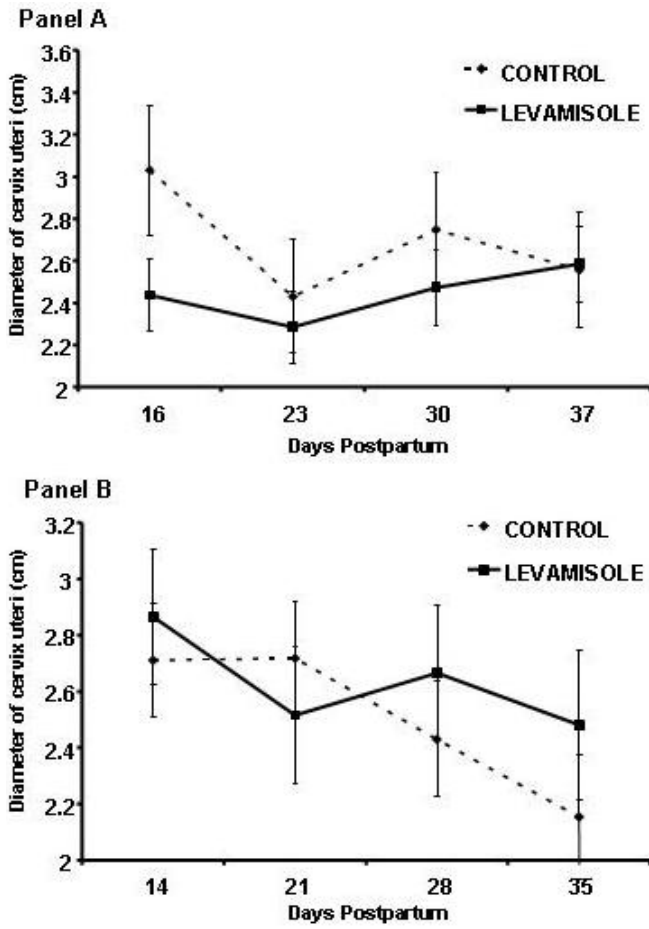 Panel A
Diameter of cervix uteri (cm)
3.6
3.4
3.2
3
2.8
2.6
2.4
2.2
2
CONTROL
LEVAMISOLE
16 23 30 37
Days Postpartum
Panel B
Diameter of cervix uteri (cm)
3.2
3
2.8
2.6
2.4
2.2
2
CONTROL
LEVAMISOLE
14 21 28 35
Days Postpartum